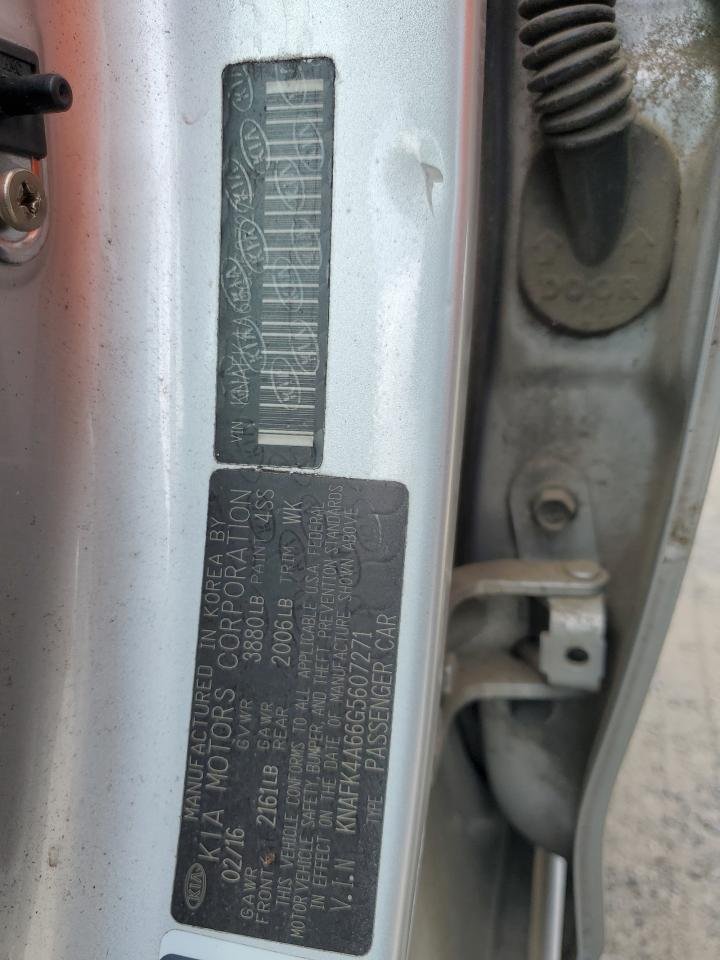 VIN
KIA
MANUFACTURED IN KOREA BY
KIA MOTORS CORPORATION
02/16 GVWR 3880LB PAINT 4SS
GAWR FRONT 2161LB GAWR REAR 2006LB TRIM WK
THIS VEHICLE CONFORMS TO ALL APPLICABLE U.S.A. FEDERAL
MOTOR VEHICLE SAFETY, BUMPER, AND THEFT PREVENTION STANDARDS
IN EFFECT ON THE DATE OF MANUFACTURE SHOWN ABOVE
V.I.N KNAFK4A66G5607271
TYPE PASSENGER CAR
DOOR